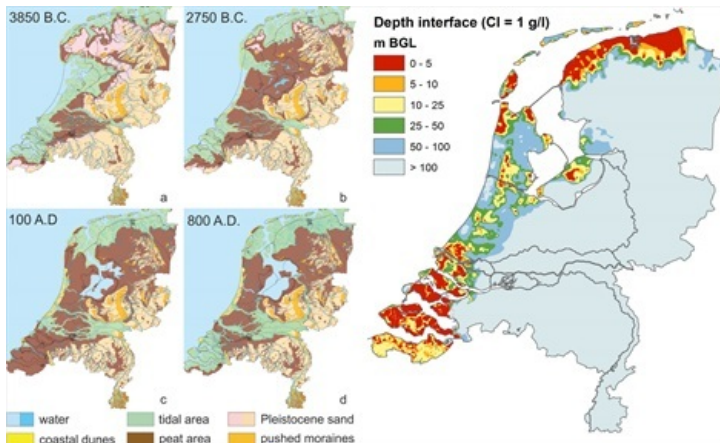 3850 B.C.
2750 B.C.
a
b
100 A.D
800 A.D.
c
d
water
tidal area
Pleistocene sand
coastal dunes
peat area
pushed moraines
Depth interface (Cl = 1 g/l)
m BGL
0 - 5
5 - 10
10 - 25
25 - 50
50 - 100
> 100